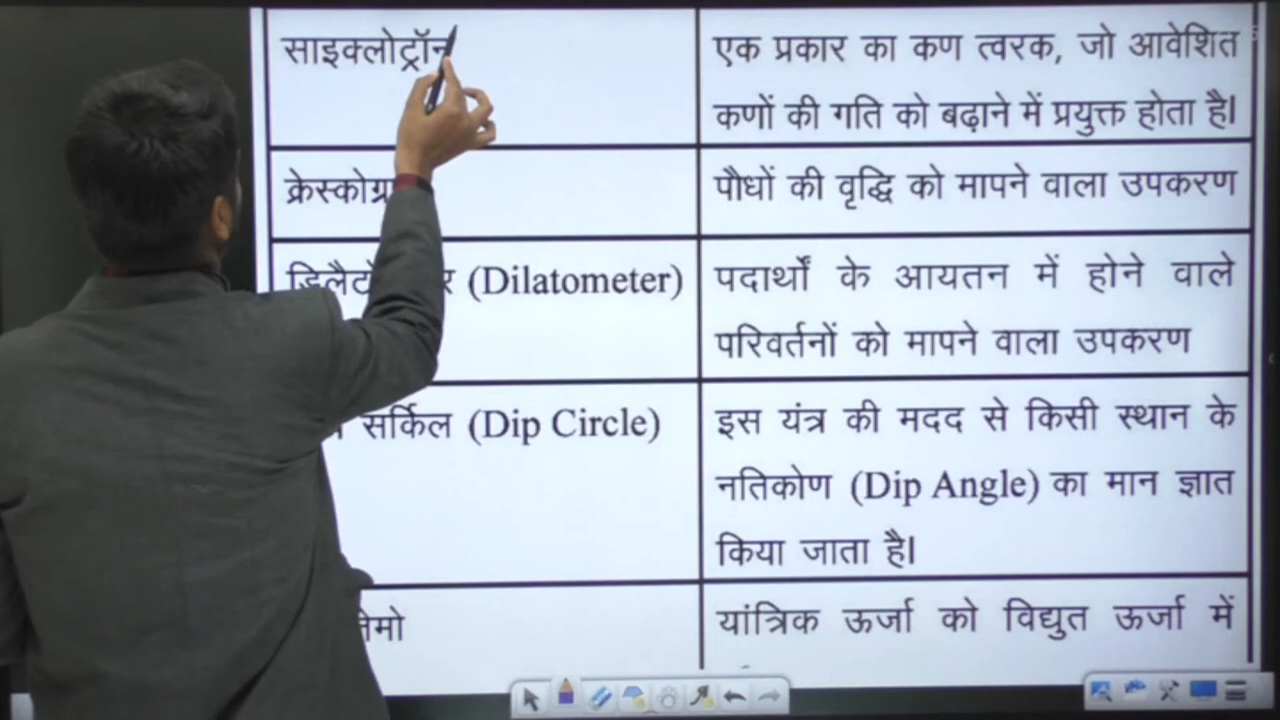 साइक्लोट्रॉन
एक प्रकार का कण त्वरक, जो आवेशित
कणों की गति को बढ़ाने में प्रयुक्त होता है।
पौधों की वृद्धि को मापने वाला उपकरण
(Dilatometer)
पदार्थों के आयतन में होने वाले
परिवर्तनों को मापने वाला उपकरण
सर्किल (Dip Circle)
इस यंत्र की मदद से किसी स्थान के
नतिकोण (Dip Angle) का मान ज्ञात
किया जाता है।
यांत्रिक ऊर्जा को विद्युत ऊर्जा में